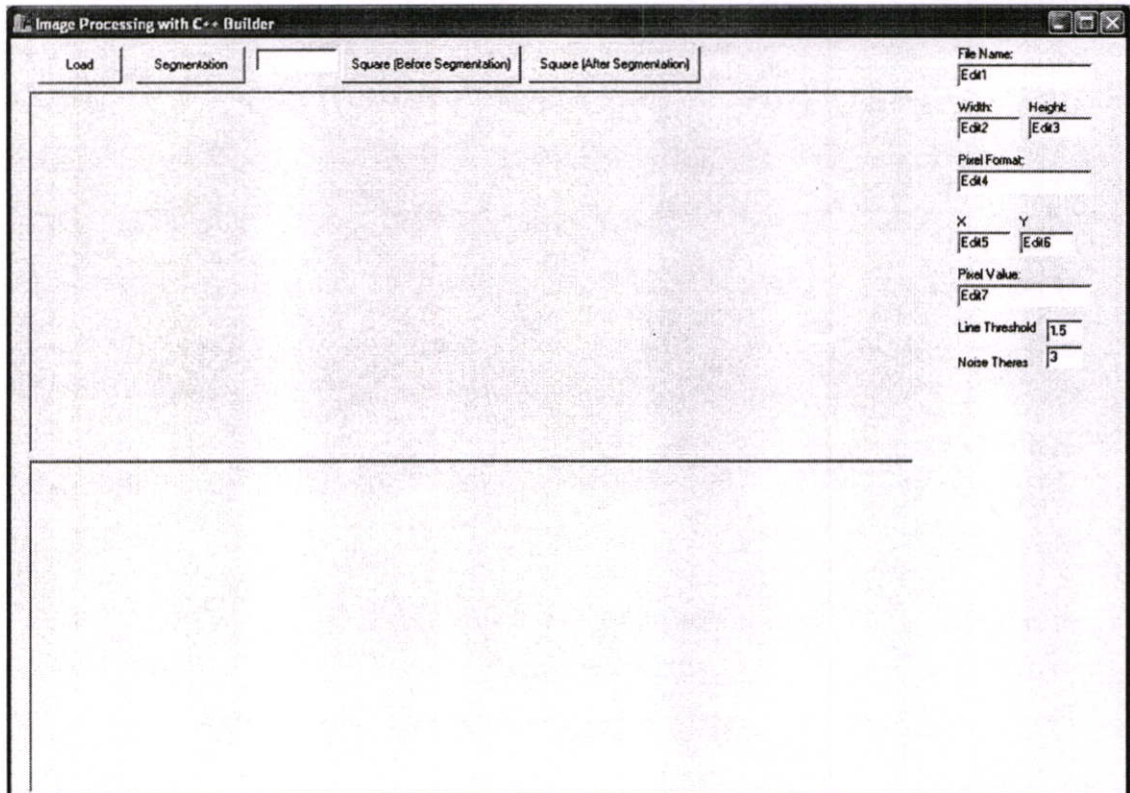 Image Processing with C++ Builder
Load Segmentation Square (Before Segmentation) Square (After Segmentation)
File Name:
Edit1
Width: Height:
Edit2 Edit3
Pixel Format:
Edit4
X Y
Edit5 Edit6
Pixel Value:
Edit7
Line Threshold 1.5
Noise Theres 3